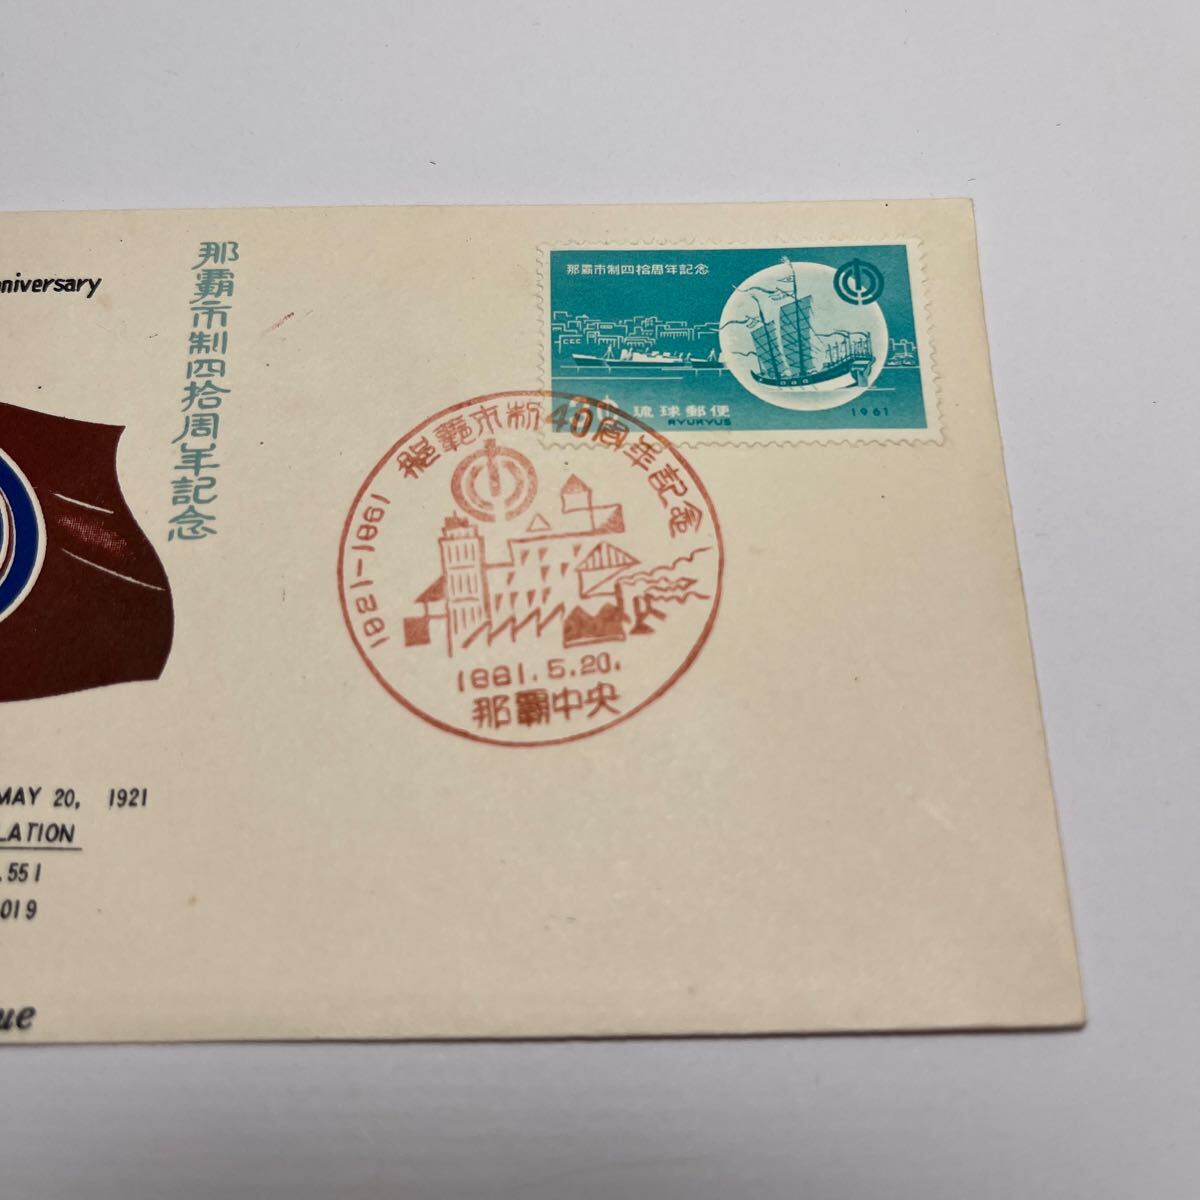 nniversary
那覇市制四拾周年記念
那覇市制四拾周年記念
琉球郵便
RYUKYUS
1961
那覇市制40周年記念
1921-1961
1961.5.20.
那覇中央
MAY 20, 1921
LATION
.551
019
ue